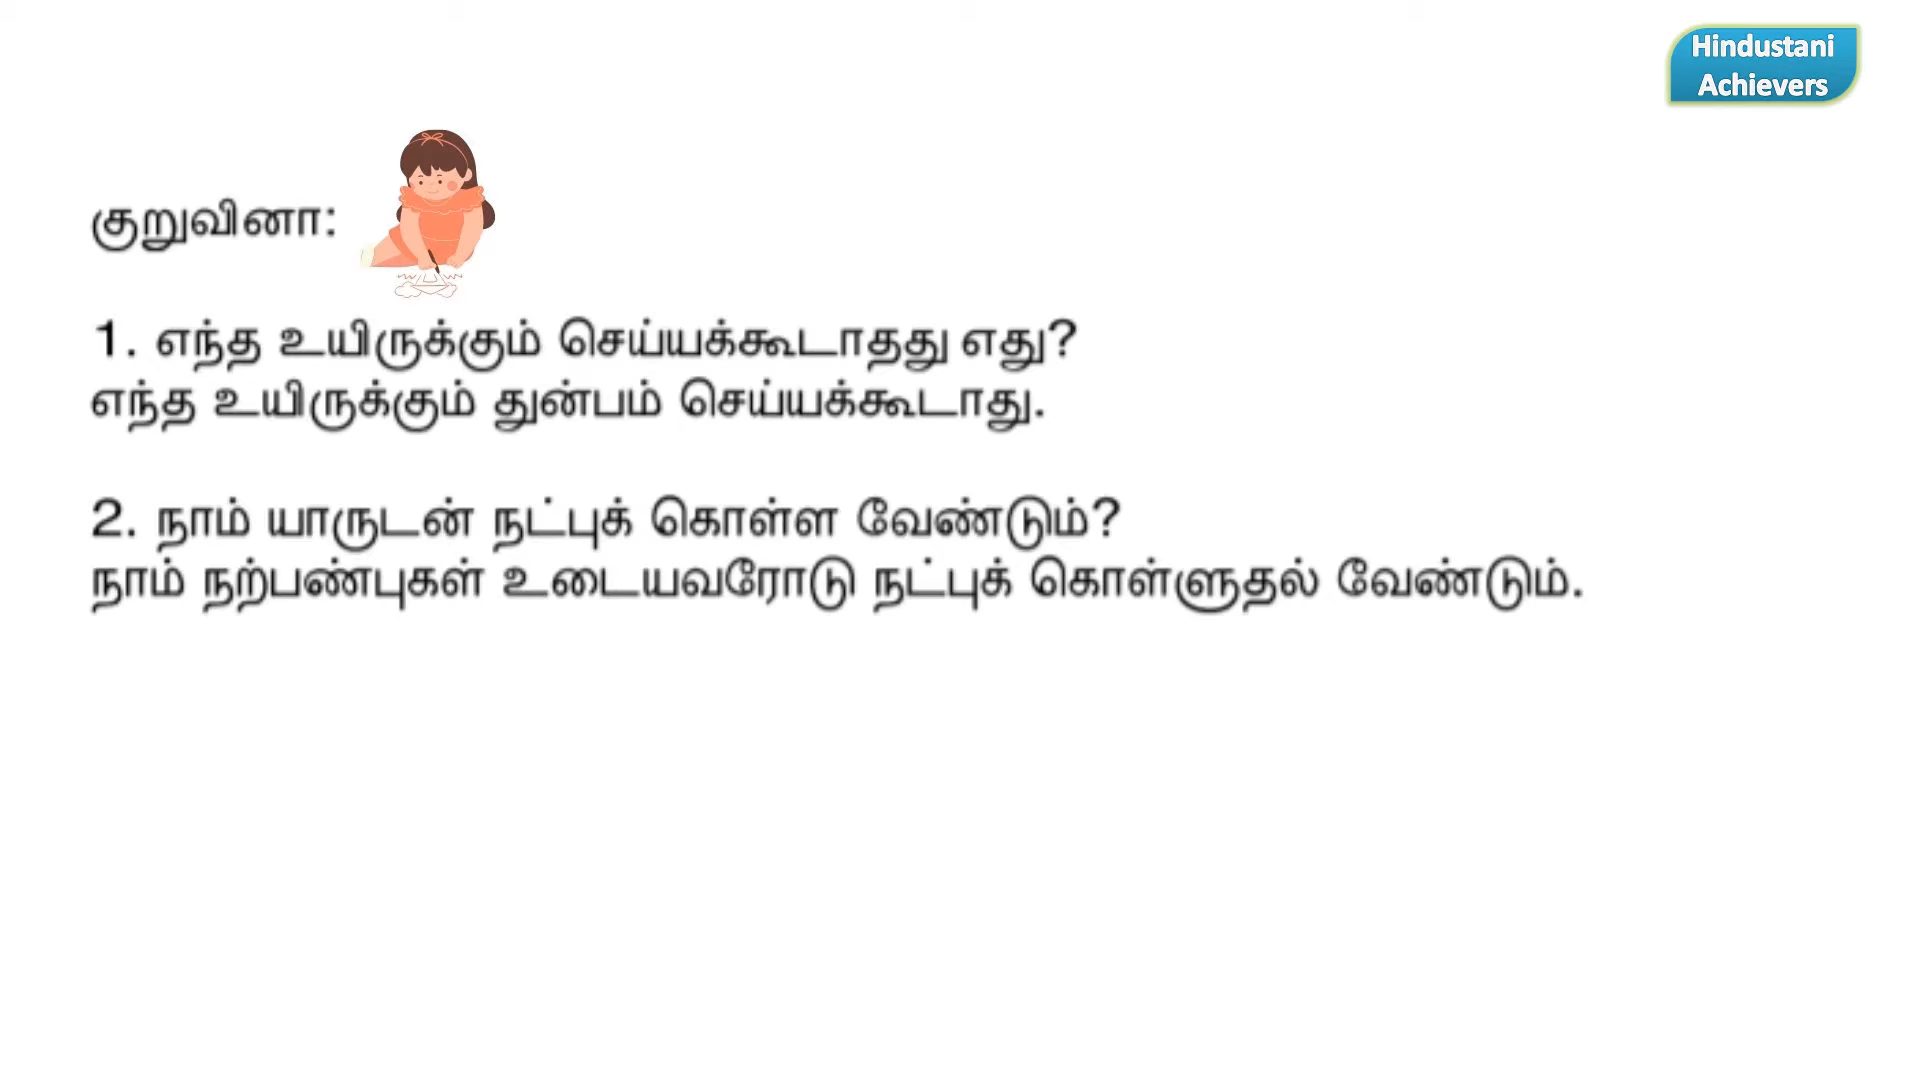 Hindustani
Achievers
குறுவினா:
1. எந்த உயிருக்கும் செய்யக்கூடாதது எது?
எந்த உயிருக்கும் துன்பம் செய்யக்கூடாது.
2. நாம் யாருடன் நட்புக் கொள்ள வேண்டும்?
நாம் நற்பண்புகள் உடையவரோடு நட்புக் கொள்ளுதல் வேண்டும்.